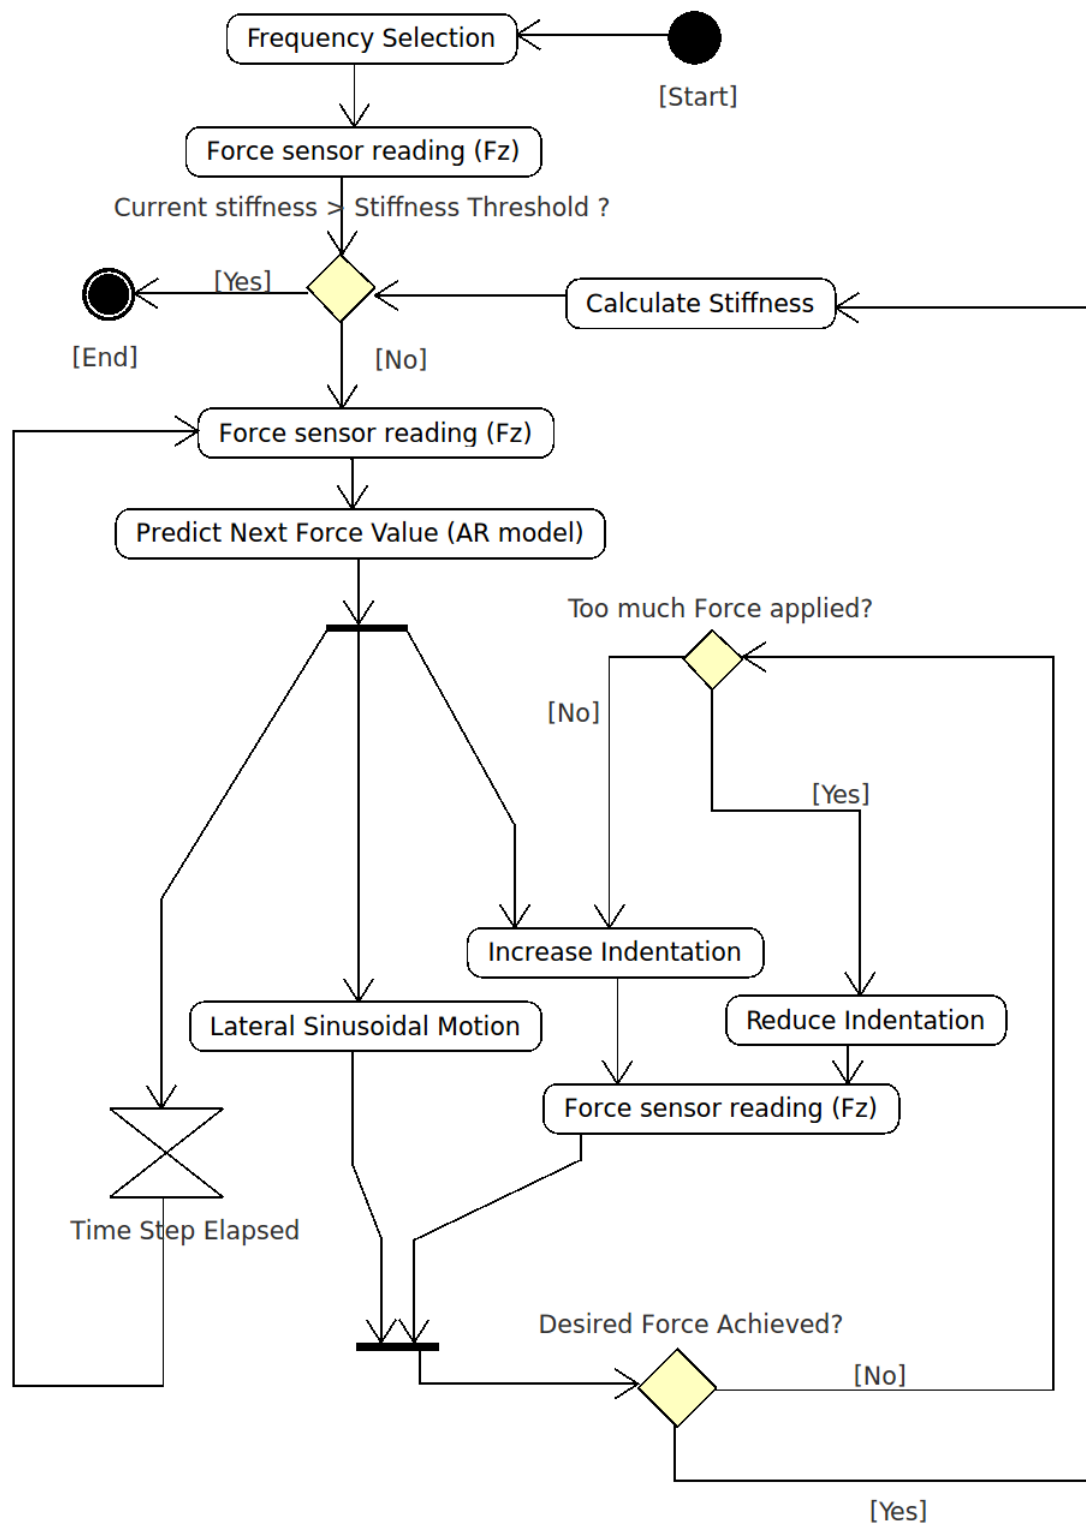 Frequency Selection
[Start]
Force sensor reading (Fz)
Current stiffness > Stiffness Threshold ?
[Yes]
Calculate Stiffness
[End]
[No]
Force sensor reading (Fz)
Predict Next Force Value (AR model)
Too much Force applied?
[No]
[Yes]
Increase Indentation
Reduce Indentation
Lateral Sinusoidal Motion
Force sensor reading (Fz)
Time Step Elapsed
Desired Force Achieved?
[No]
[Yes]